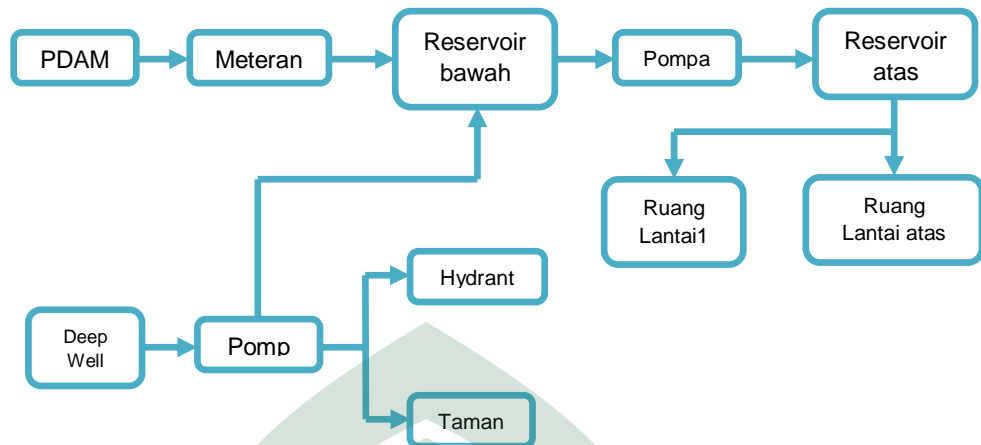 PDAM
Meteran
Reservoir
bawah
Pompa
Reservoir
atas
Ruang
Lantai1
Ruang
Lantai atas
Hydrant
Deep
Well
Pomp
Taman